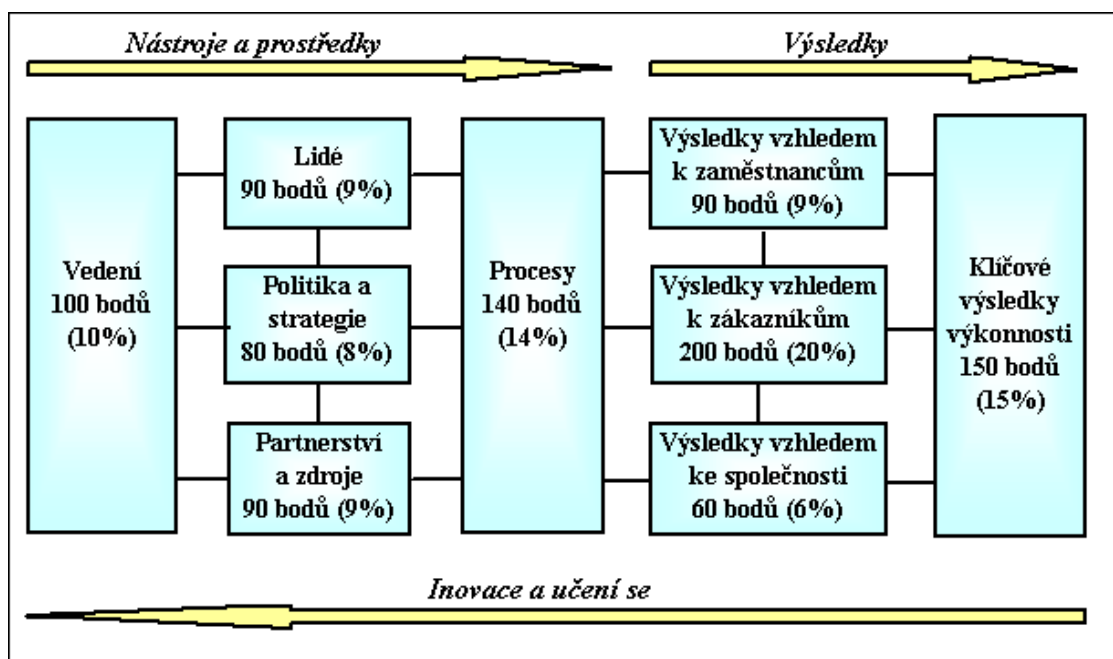 Nástroje a prostředky
Výsledky
Vedení
100 bodů
(10%)
Lidé
90 bodů (9%)
Politika a
strategie
80 bodů (8%)
Partnerství
a zdroje
90 bodů (9%)
Procesy
140 bodů
(14%)
Výsledky vzhledem
k zaměstnancům
90 bodů (9%)
Výsledky vzhledem
k zákazníkům
200 bodů (20%)
Výsledky vzhledem
ke společnosti
60 bodů (6%)
Klíčové
výsledky
výkonnosti
150 bodů
(15%)
Inovace a učení se